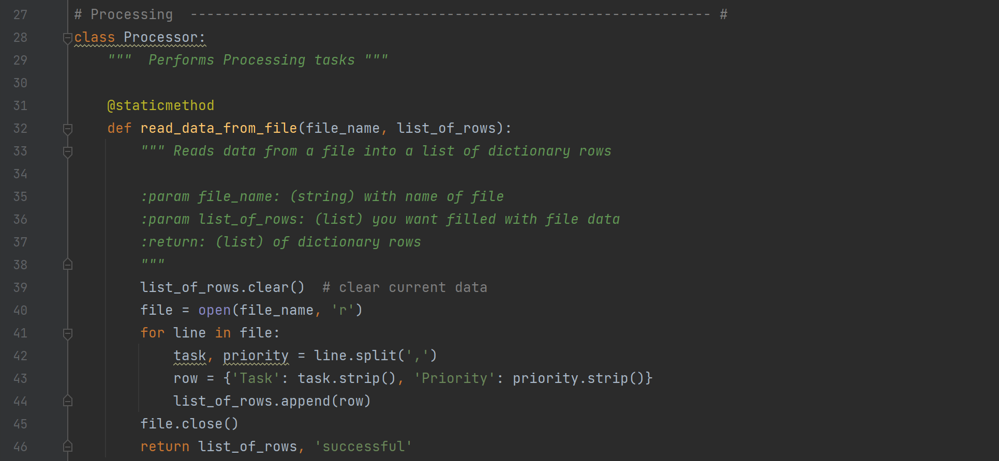 27 # Processing  --------------------------------------------------------------- #
28 class Processor:
29     """  Performs Processing tasks """
30
31     @staticmethod
32     def read_data_from_file(file_name, list_of_rows):
33         """ Reads data from a file into a list of dictionary rows
34
35         :param file_name: (string) with name of file
36         :param list_of_rows: (list) you want filled with file data
37         :return: (list) of dictionary rows
38         """
39         list_of_rows.clear()  # clear current data
40         file = open(file_name, 'r')
41         for line in file:
42             task, priority = line.split(',')
43             row = {'Task': task.strip(), 'Priority': priority.strip()}
44             list_of_rows.append(row)
45         file.close()
46         return list_of_rows, 'successful'